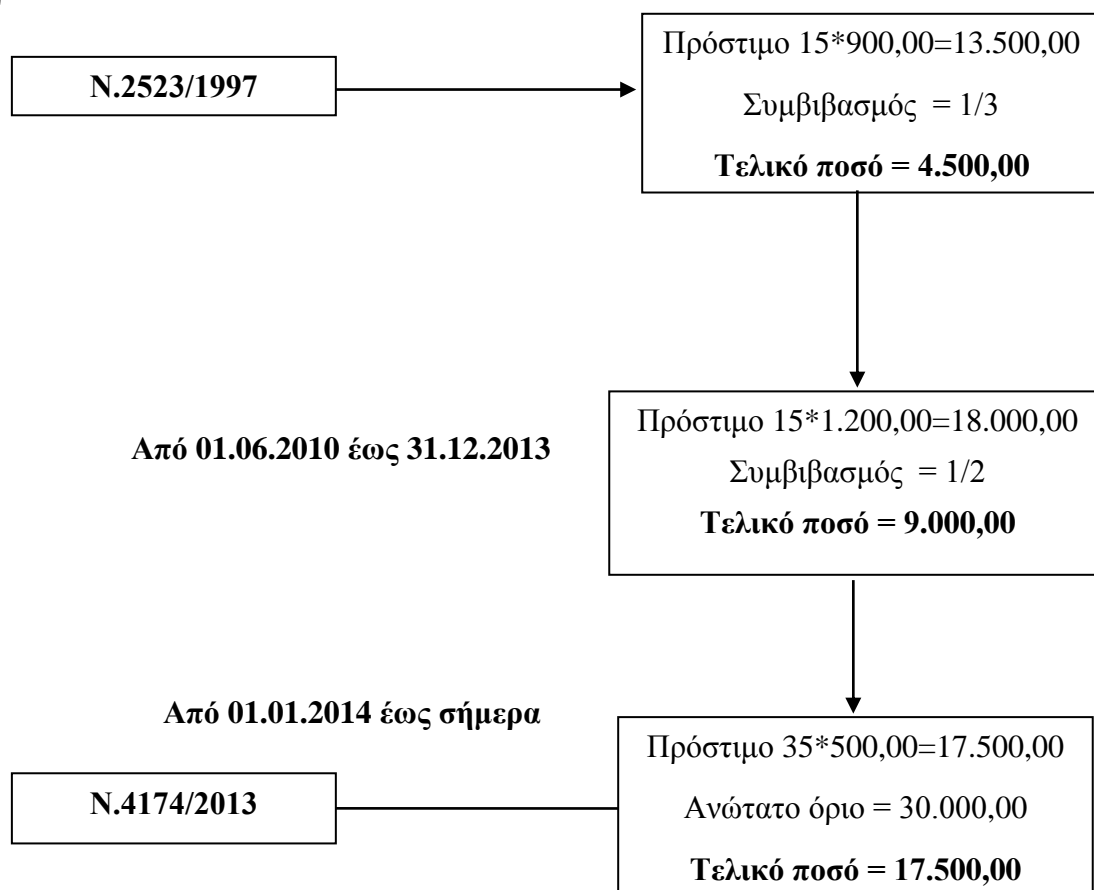 Πρόστιμο 15*900,00=13.500,00
Ν.2523/1997
Συμβιβασμός = 1/3
Τελικό ποσό = 4.500,00
Πρόστιμο 15*1.200,00=18.000,00
Από 01.06.2010 έως 31.12.2013
Συμβιβασμός = 1/2
Τελικό ποσό = 9.000,00
Από 01.01.2014 έως σήμερα
Πρόστιμο 35*500,00=17.500,00
Ν.4174/2013
Ανώτατο όριο = 30.000,00
Τελικό ποσό = 17.500,00